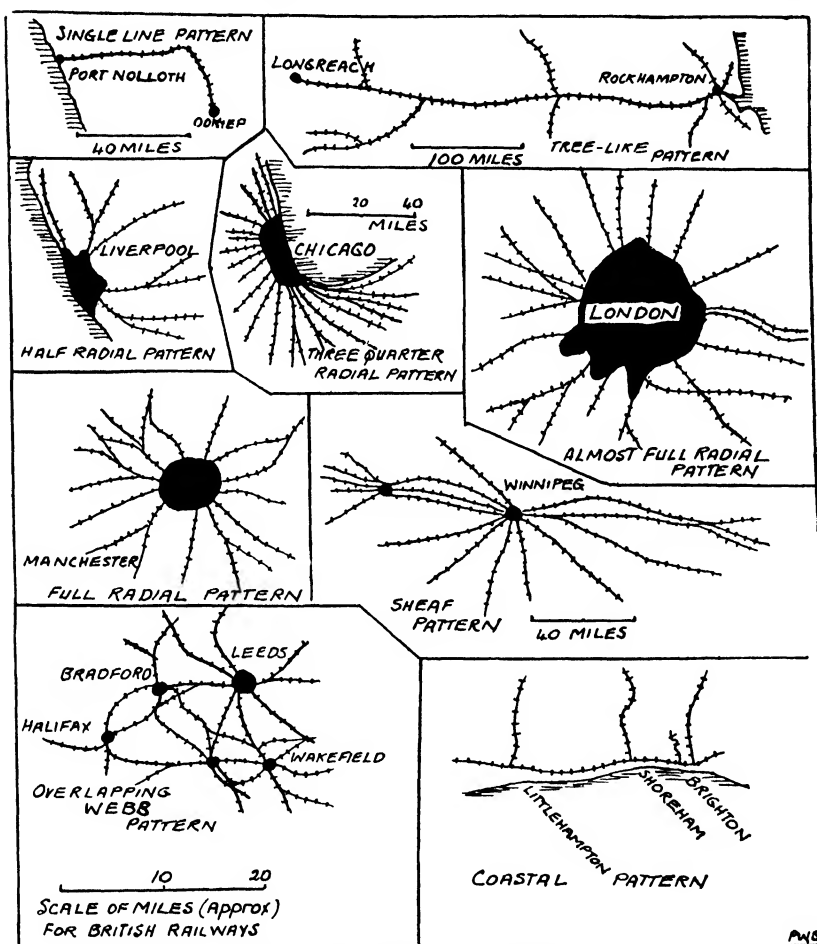 SINGLE LINE PATTERN
PORT NOLLOTH
OOKIEP
40 MILES
LONGREACH
ROCKHAMPTON
100 MILES
TREE-LIKE PATTERN
LIVERPOOL
HALF RADIAL PATTERN
20 40
MILES
CHICAGO
THREE QUARTER
RADIAL PATTERN
LONDON
ALMOST FULL RADIAL
PATTERN
MANCHESTER
FULL RADIAL PATTERN
WINNIPEG
SHEAF
PATTERN
40 MILES
LEEDS
BRADFORD
HALIFAX
WAKEFIELD
OVERLAPPING
WEBB
PATTERN
10 20
SCALE OF MILES (APPROX)
FOR BRITISH RAILWAYS
LITTLEHAMPTON
SHOREHAM
BRIGHTON
COASTAL PATTERN
PWB